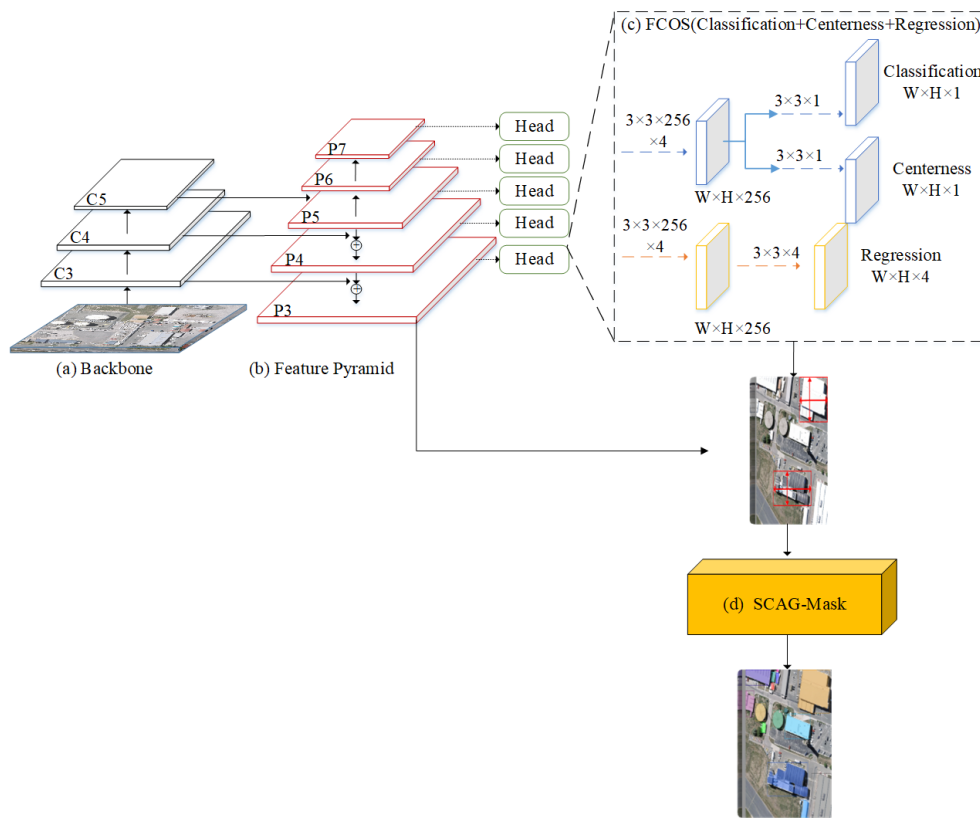 (c) FCOS(Classification+Centerness+Regression)
Classification
W×H×1
3×3×1
3×3×256
×4
3×3×1
Centerness
W×H×1
W×H×256
3×3×256
×4
3×3×4
Regression
W×H×4
W×H×256
Head
Head
Head
Head
Head
P7
P6
P5
P4
P3
C5
C4
C3
(a) Backbone
(b) Feature Pyramid
(d) SCAG-Mask